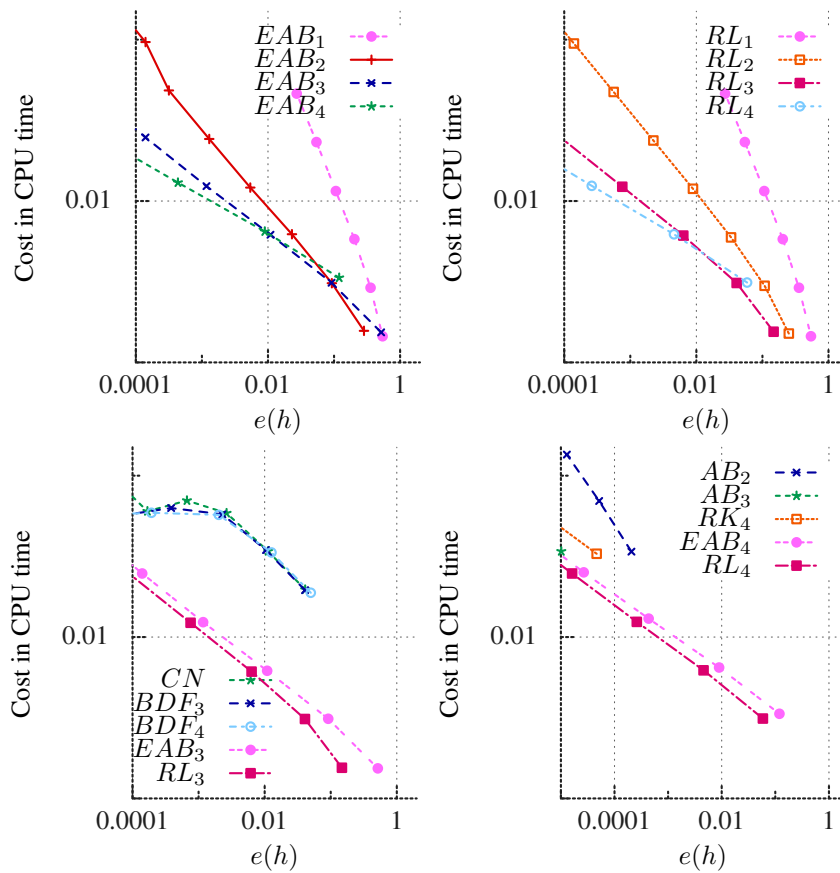 EAB₁
EAB₂
EAB₃
EAB₄
Cost in CPU time
0.01
0.0001
0.01
1
e(h)
RL₁
RL₂
RL₃
RL₄
Cost in CPU time
0.01
0.0001
0.01
1
e(h)
Cost in CPU time
0.01
CN
BDF₃
BDF₄
EAB₃
RL₃
0.0001
0.01
1
e(h)
AB₂
AB₃
RK₄
EAB₄
RL₄
Cost in CPU time
0.01
0.0001
0.01
1
e(h)